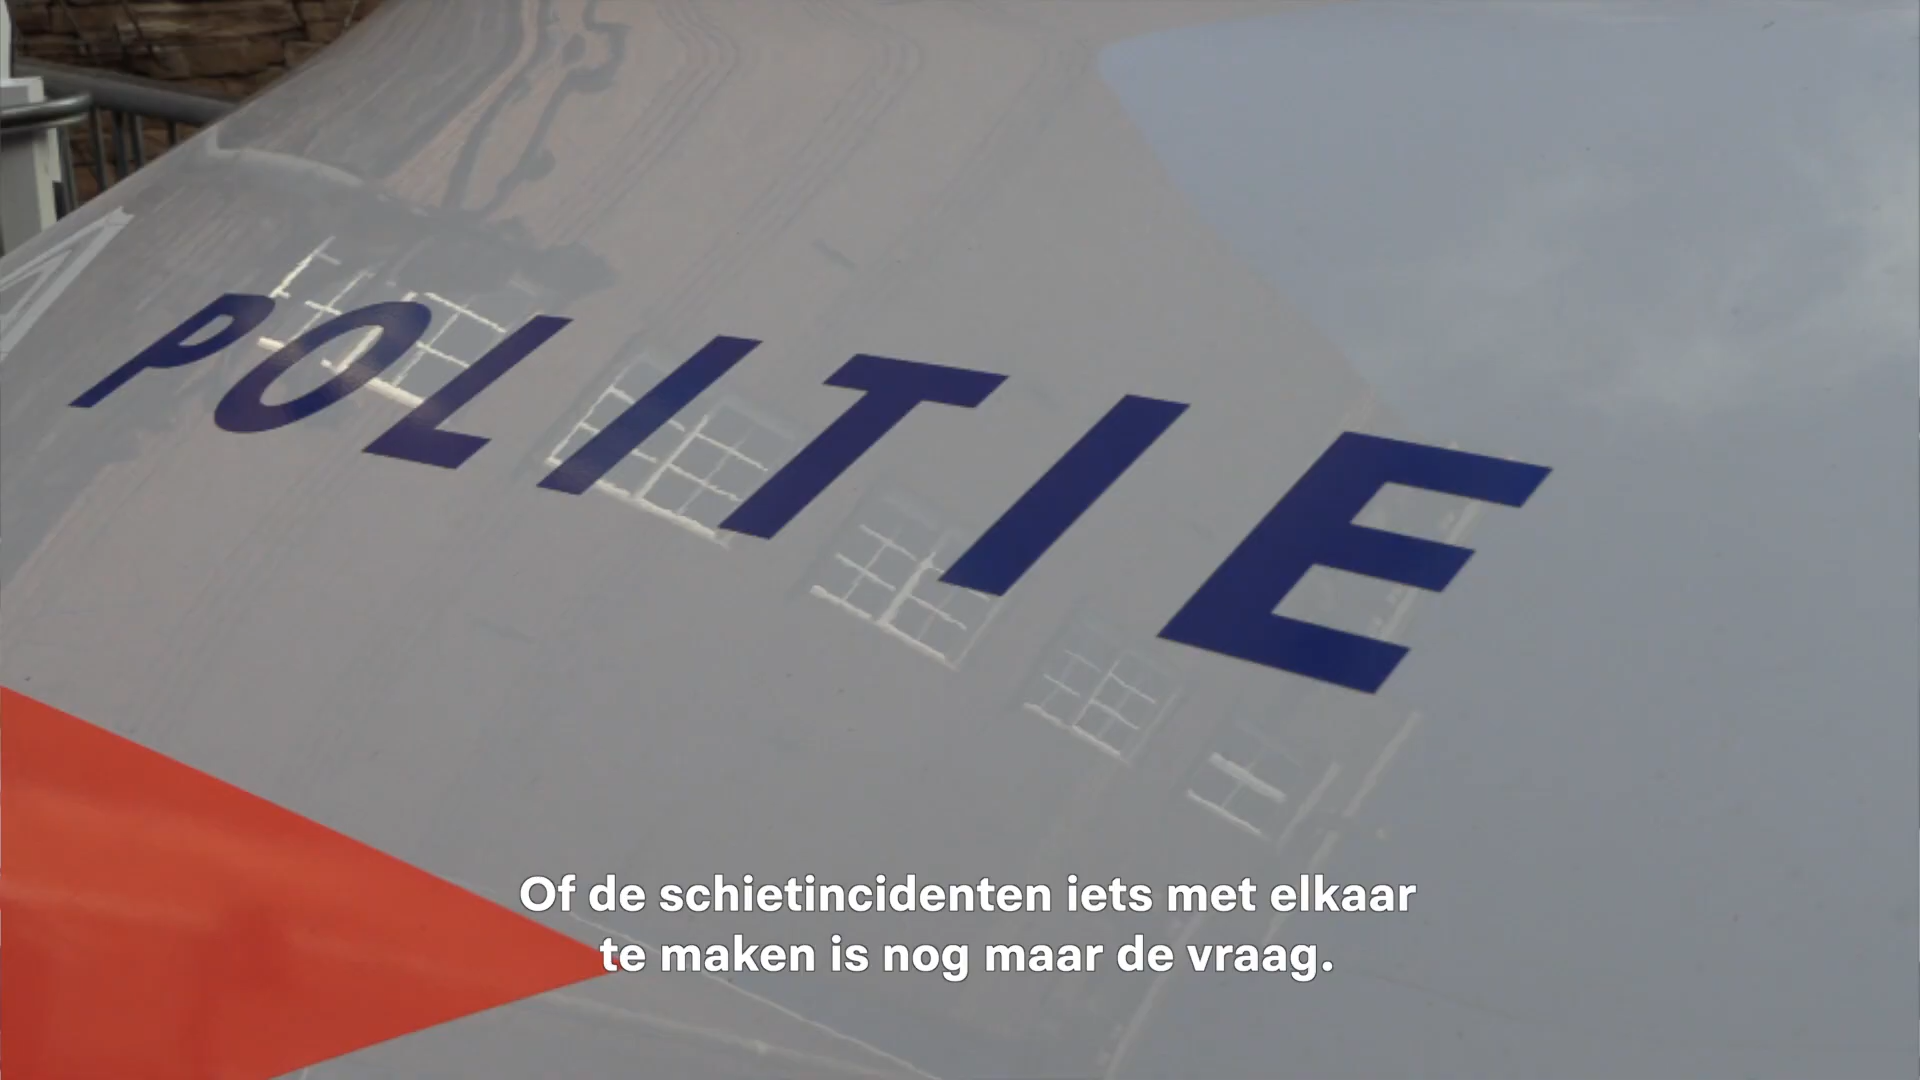 POLITIE
Of de schietincidenten iets met elkaar
te maken is nog maar de vraag.